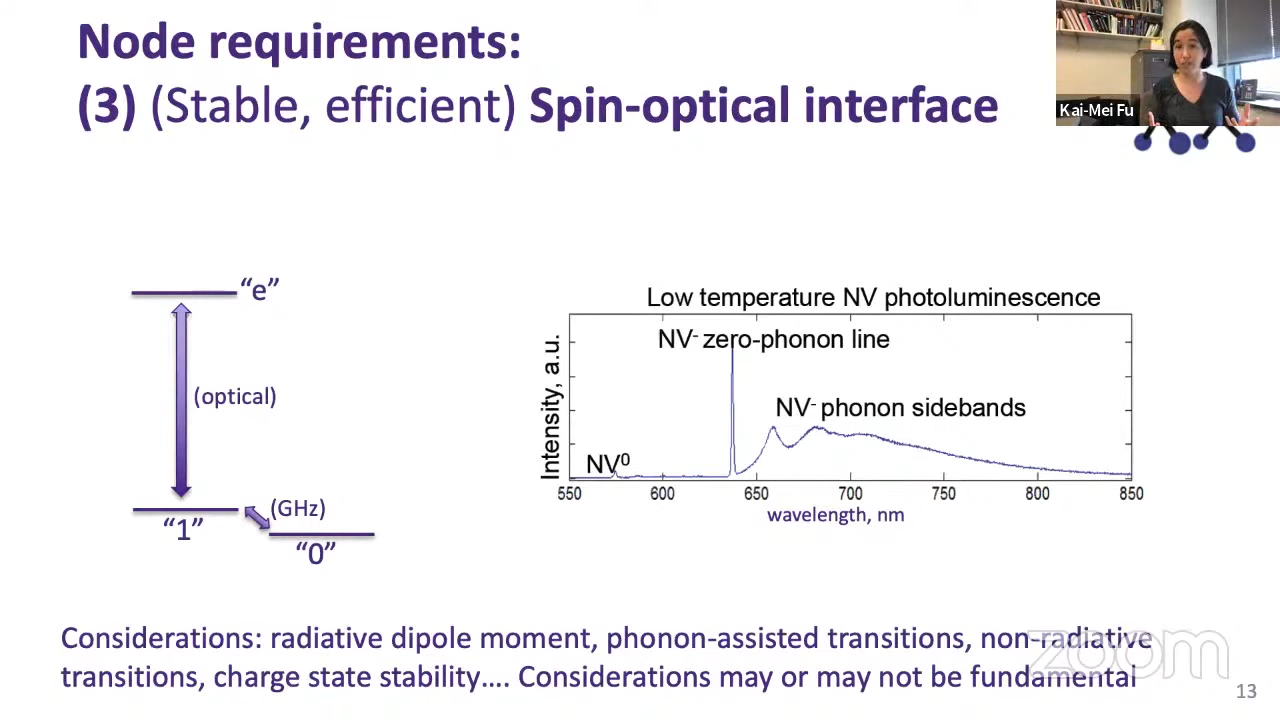 Node requirements:
(3) (Stable, efficient) Spin-optical interface
Kai-Mei Fu
“e”
(optical)
(GHz)
“1”
“0”
Low temperature NV photoluminescence
NV- zero-phonon line
NV- phonon sidebands
NV0
Intensity, a.u.
550 600 650 700 750 800 850
wavelength, nm
Considerations: radiative dipole moment, phonon-assisted transitions, non-radiative
transitions, charge state stability.... Considerations may or may not be fundamental
zoom
13